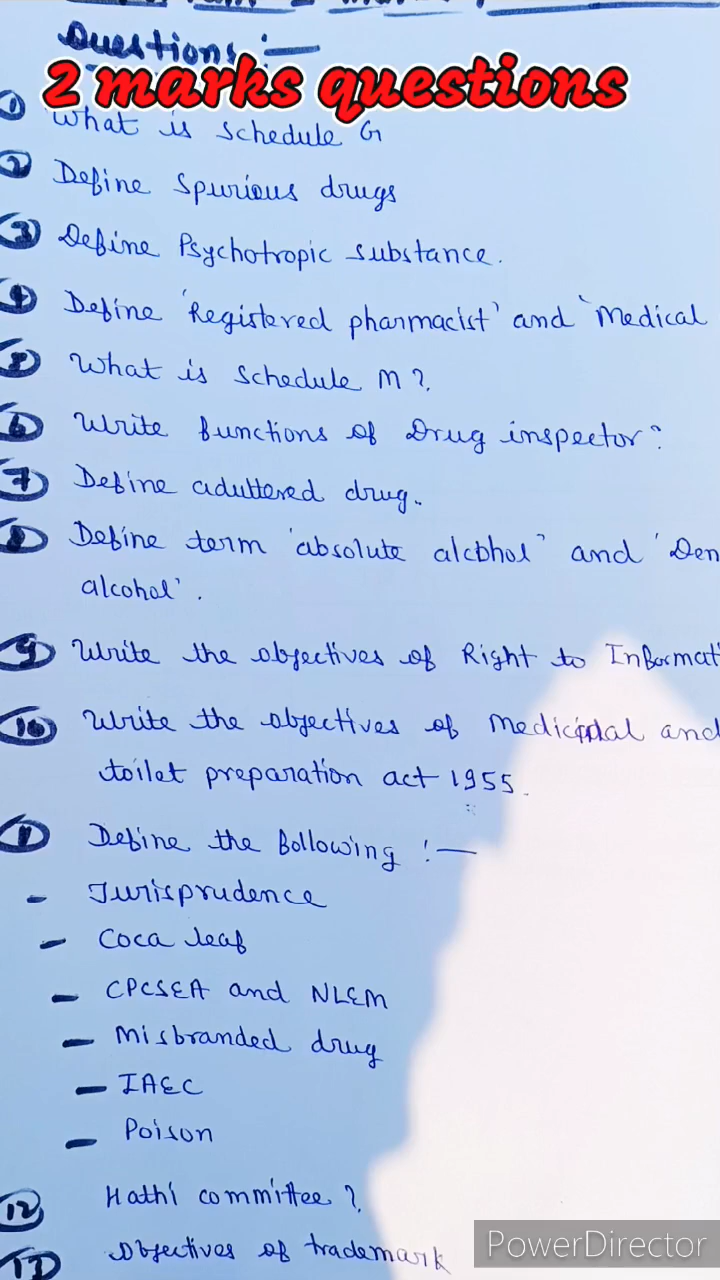 Questions :—
2 marks questions
① What is schedule G
② Define Spurious drugs
③ Define Psychotropic substance.
④ Define 'Registered pharmacist' and 'Medical
⑤ What is schedule M?
⑥ Write functions of Drug inspector?
⑦ Define adultered drug.
⑧ Define term 'absolute alcohol' and 'Den
alcohol'.
⑨ Write the objectives of Right to Informat
⑩ Write the objectives of Medicinal and
toilet preparation act 1955.
⑪ Define the following :—
- Jurisprudence
- Coca leaf
- CPCSEA and NLEM
- Misbranded drug
- IAEC
- Poison
⑫ Hathi committee?
Objectives of trademark
PowerDirector